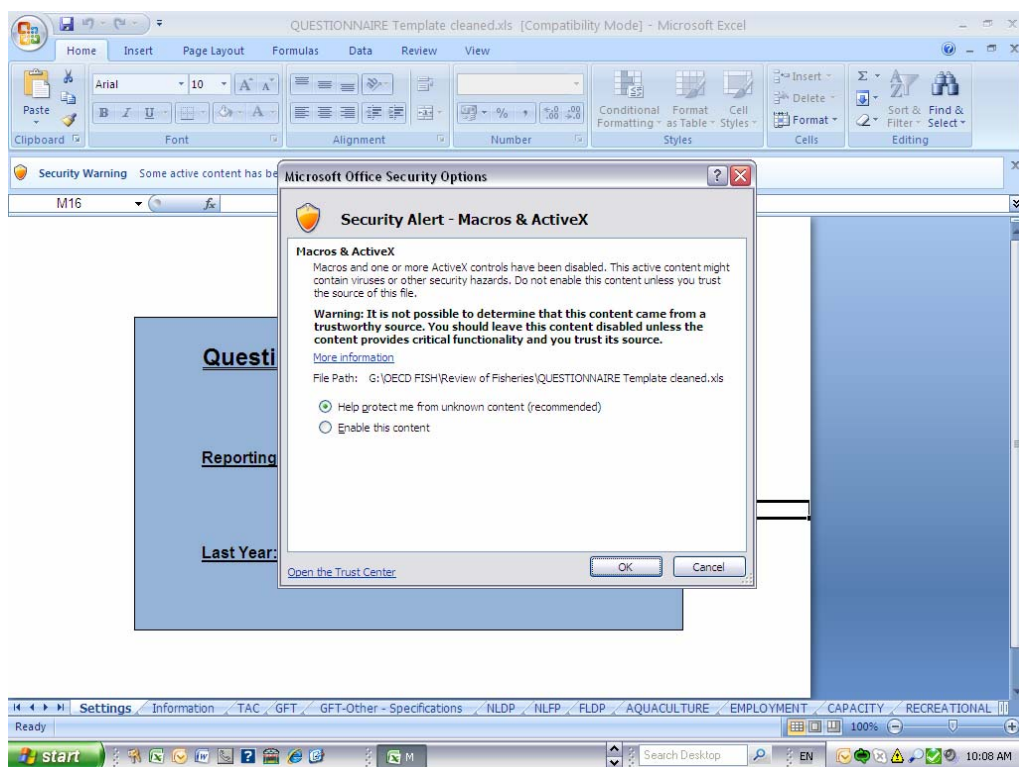 QUESTIONNAIRE Template cleaned.xls [Compatibility Mode] - Microsoft Excel
Home Insert Page Layout Formulas Data Review View
Arial 10 A A
Paste B I U A % , .0 .00 .00 .0
Conditional Formatting Format as Table Cell Styles
Insert
Delete
Format
Σ Sort & Filter Find & Select
Clipboard Font Alignment Number Styles Cells Editing
Security Warning Some active content has be
M16 fx
Microsoft Office Security Options
Security Alert - Macros & ActiveX
Macros & ActiveX
Macros and one or more ActiveX controls have been disabled. This active content might
contain viruses or other security hazards. Do not enable this content unless you trust
the source of this file.
Warning: It is not possible to determine that this content came from a
trustworthy source. You should leave this content disabled unless the
content provides critical functionality and you trust its source.
More information
File Path: G:\OECD FISH\Review of Fisheries\QUESTIONNAIRE Template cleaned.xls
Help protect me from unknown content (recommended)
Enable this content
Open the Trust Center OK Cancel
Questi
Reporting
Last Year:
Settings Information TAC GFT GFT-Other - Specifications NLDP NLFP FLDP AQUACULTURE EMPLOYMENT CAPACITY RECREATIONAL
Ready 100%
start M Search Desktop EN 10:08 AM